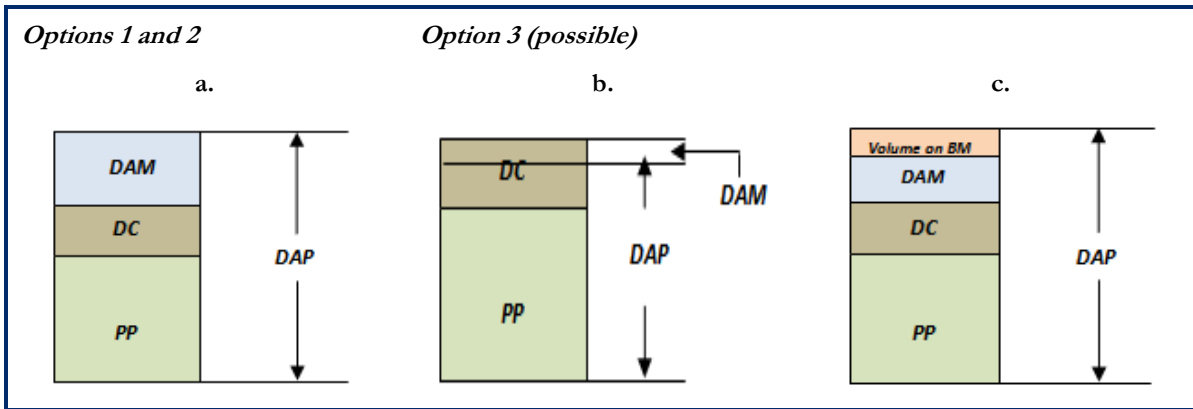 Options 1 and 2
Option 3 (possible)
a.
b.
c.
DAM
DC
PP
DAP
DC
PP
DAP
DAM
Volume on BM
DAM
DC
PP
DAP